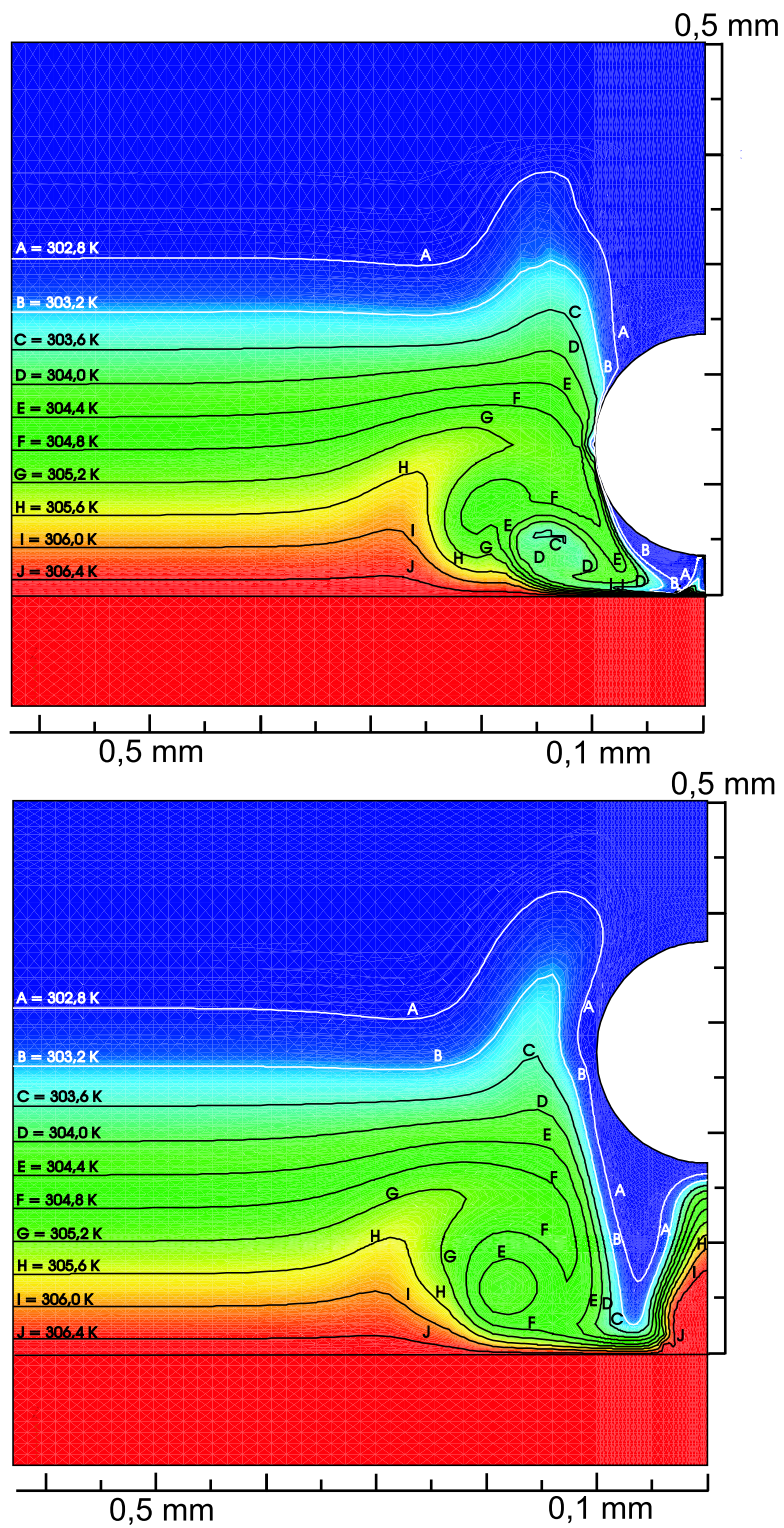 0,5 mm
A = 302,8 K
A
B = 303,2 K
C
A
C = 303,6 K
D
B
D = 304,0 K
E
E = 304,4 K
F
G
F = 304,8 K
H
G = 305,2 K
F
H = 305,6 K
E
I
I = 306,0 K
G
C
B
H
D
E
J
D
A
J = 306,4 K
D
B
0,5 mm
0,1 mm
0,5 mm
A = 302,8 K
A
A
B = 303,2 K
B
C
B
C = 303,6 K
D
D = 304,0 K
E
E = 304,4 K
F
A
F = 304,8 K
G
F
A
G = 305,2 K
H
E
B
H
G
H = 305,6 K
I
I = 306,0 K
I
H
E
D
C
F
J = 306,4 K
J
J
0,5 mm
0,1 mm